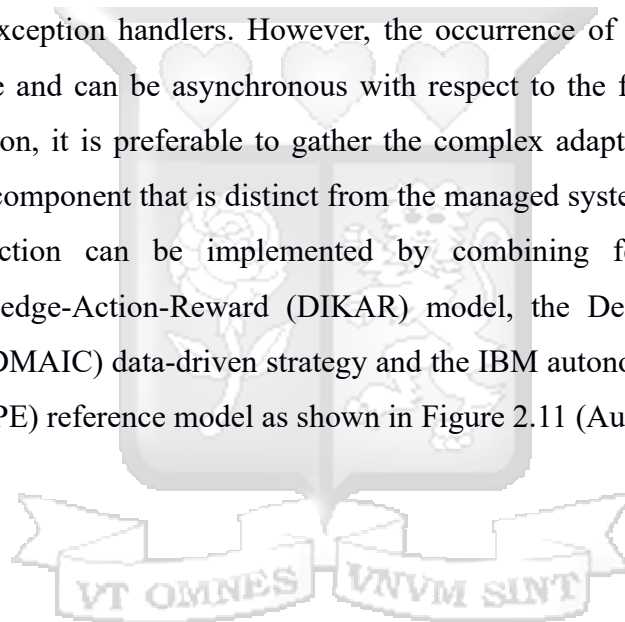 xception handlers. However, the occurrence of
e and can be asynchronous with respect to the f
on, it is preferable to gather the complex adapt
component that is distinct from the managed syste
ction can be implemented by combining f
edge-Action-Reward (DIKAR) model, the De
DMAIC) data-driven strategy and the IBM autono
PE) reference model as shown in Figure 2.11 (Au
VT OMNES VNVM SINT